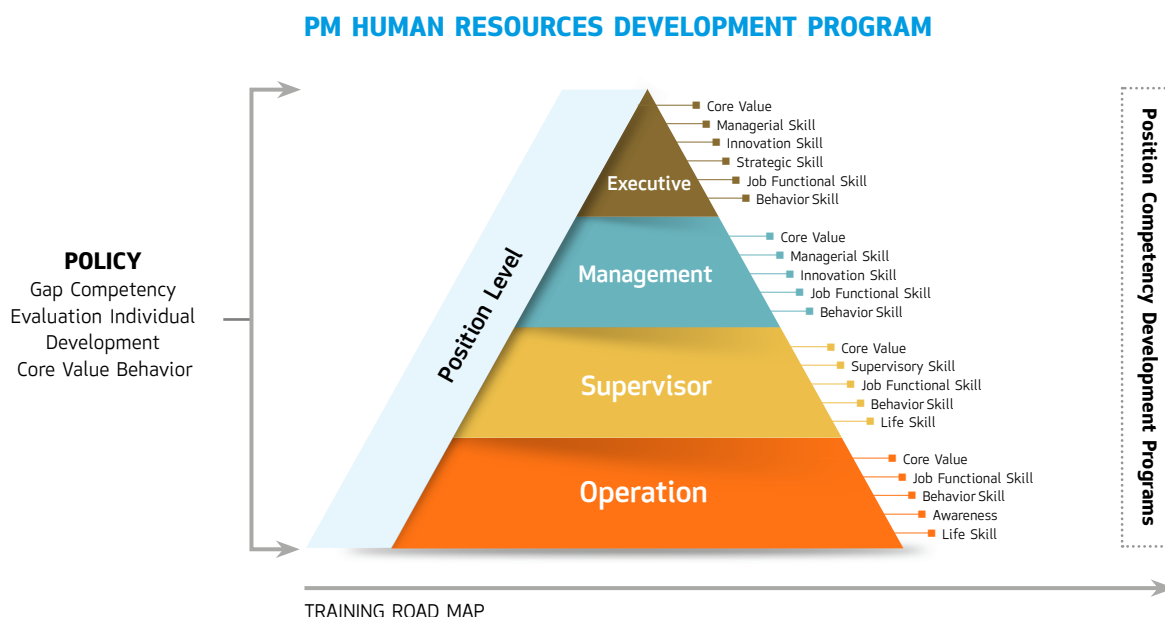 PM HUMAN RESOURCES DEVELOPMENT PROGRAM
POLICY
Gap Competency
Evaluation Individual
Development
Core Value Behavior
Position Level
Executive
Core Value
Managerial Skill
Innovation Skill
Strategic Skill
Job Functional Skill
Behavior Skill
Management
Core Value
Managerial Skill
Innovation Skill
Job Functional Skill
Behavior Skill
Supervisor
Core Value
Supervisory Skill
Job Functional Skill
Behavior Skill
Life Skill
Operation
Core Value
Job Functional Skill
Behavior Skill
Awareness
Life Skill
Position Competency Development Programs
TRAINING ROAD MAP